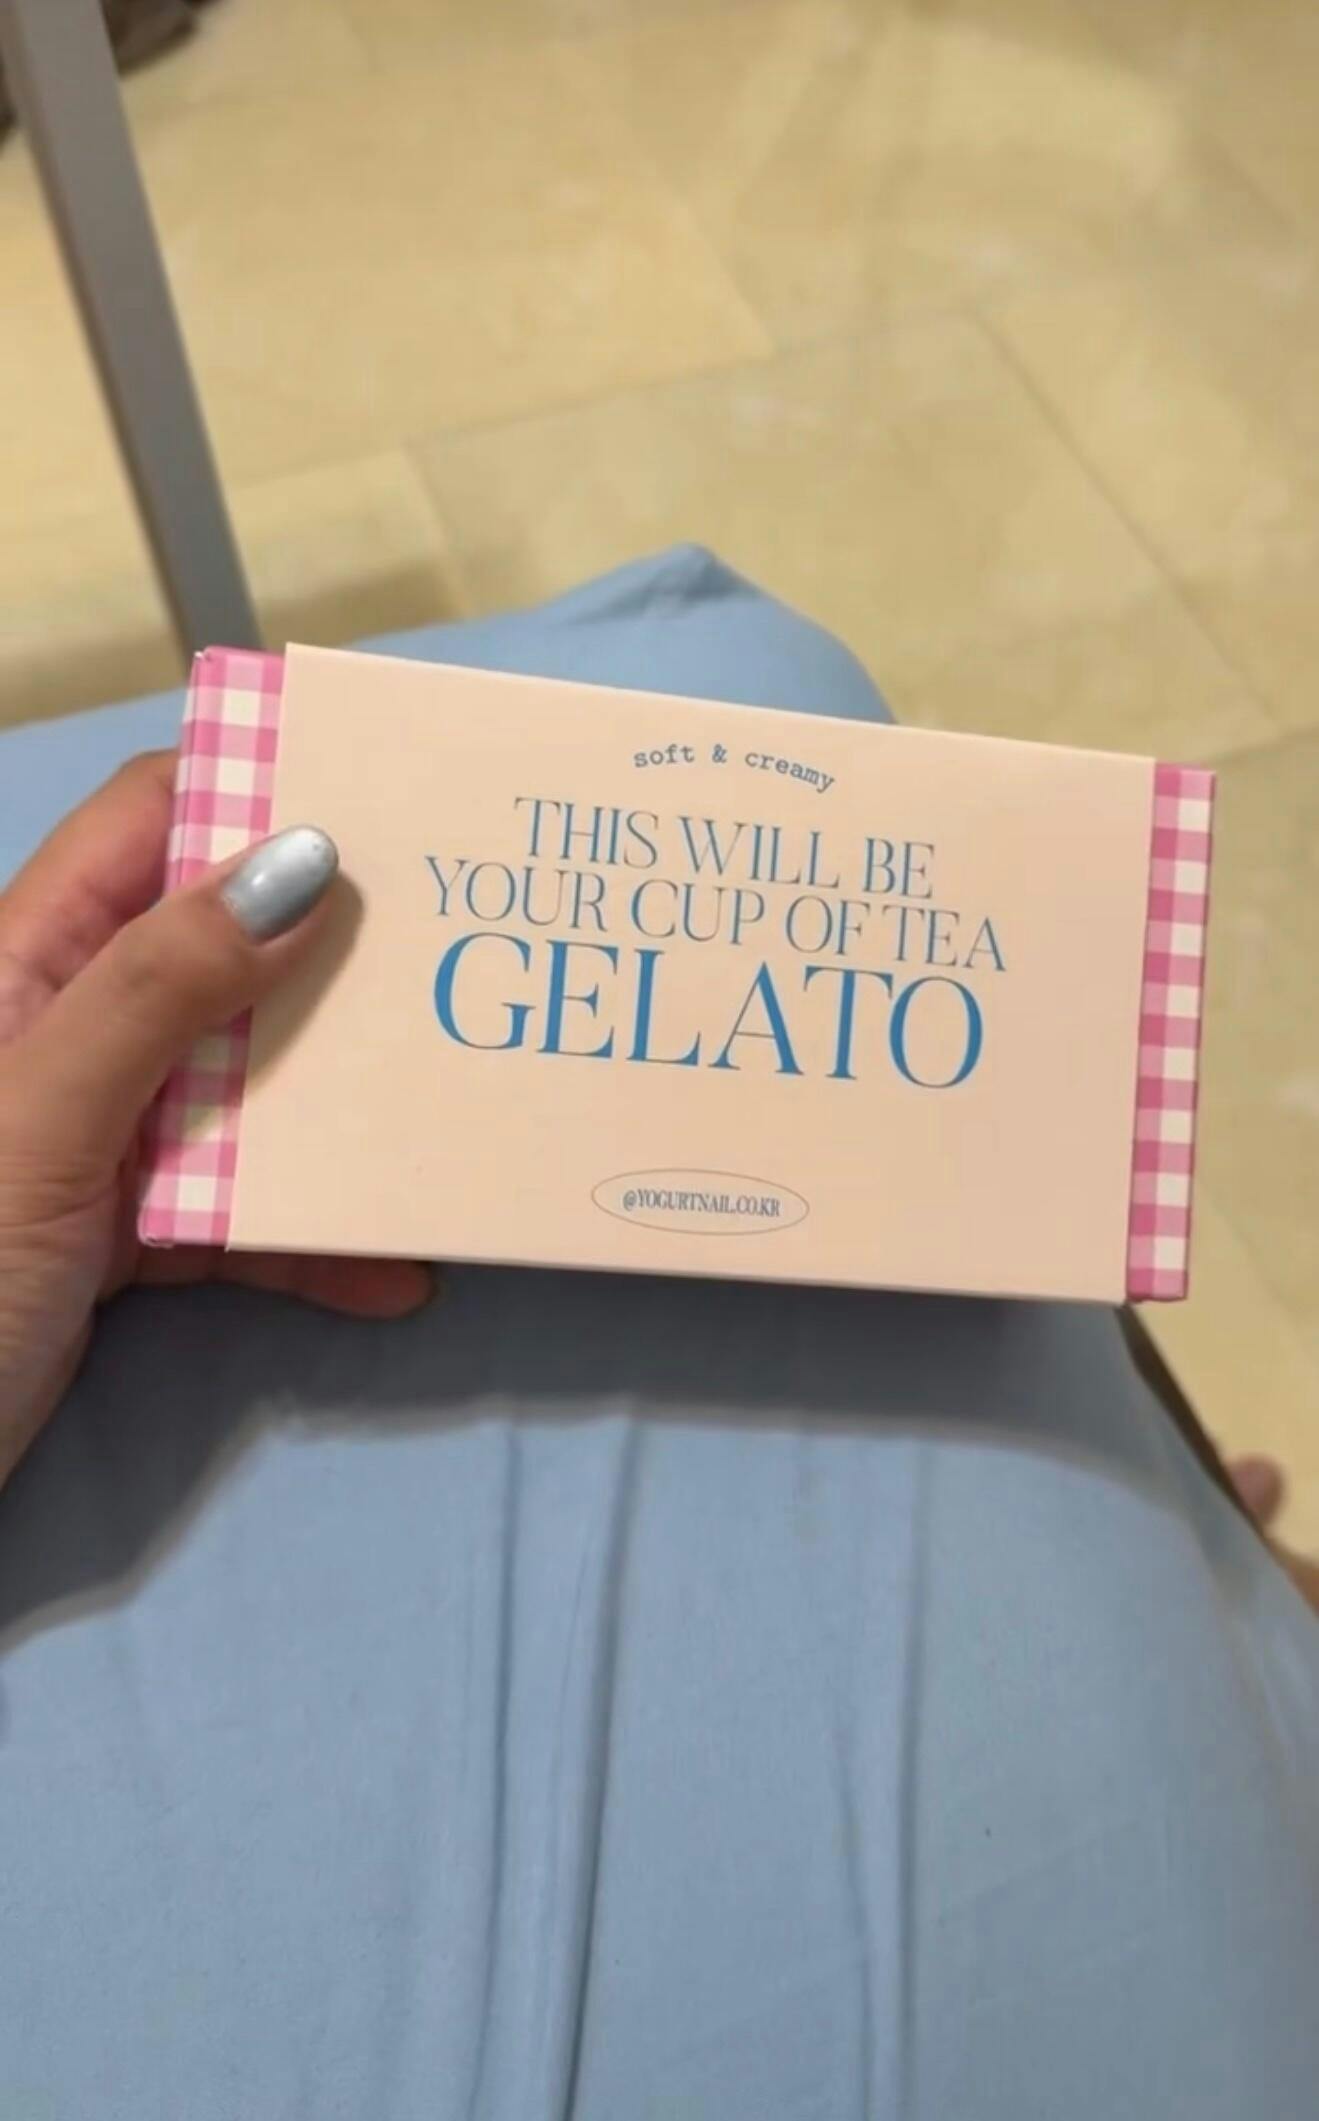 soft & creamy
THIS WILL BE
YOUR CUP OF TEA
GELATO
@YOGURTNAIL.CO.KR